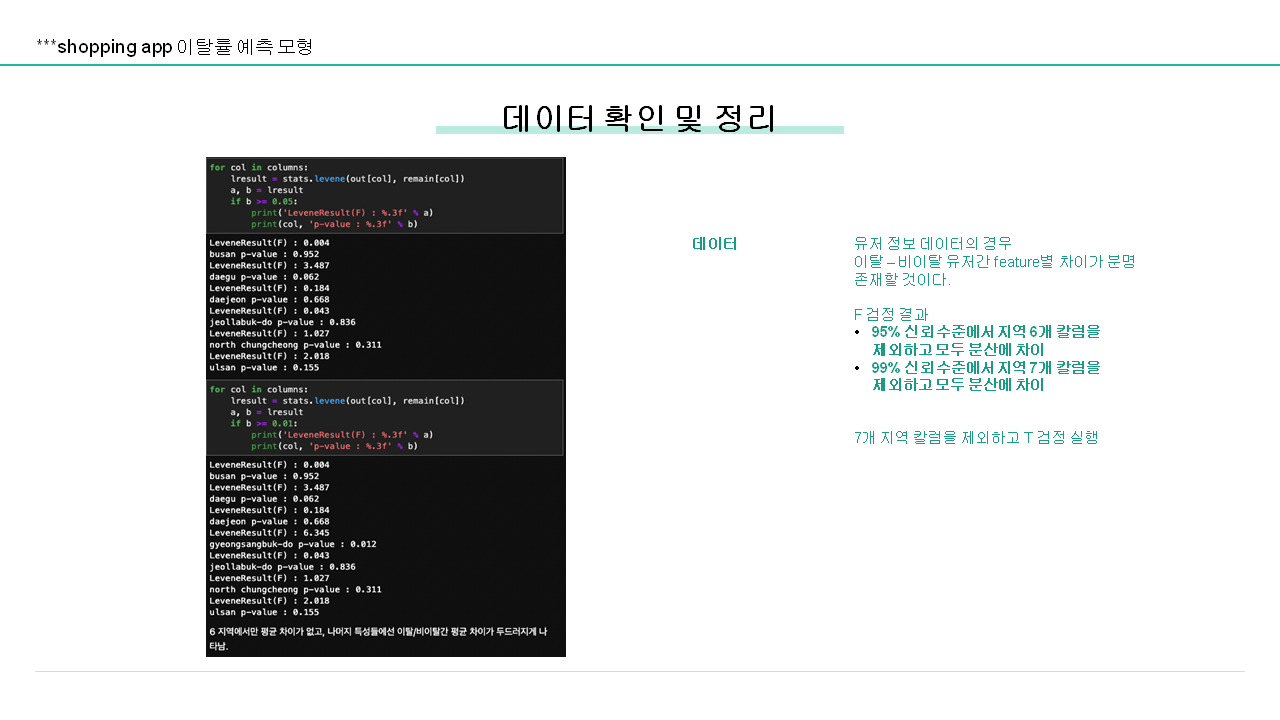 ***shopping app 이탈률 예측 모형
데이터 확인 및 정리
for col in columns:
lresult = stats.levene(out[col], remain[col])
a, b = lresult
if b >= 0.05:
print('LeveneResult(F) : %.3f' % a)
print(col, 'p-value : %.3f' % b)
LeveneResult(F) : 0.004
busan p-value : 0.952
LeveneResult(F) : 3.487
daegu p-value : 0.062
LeveneResult(F) : 0.184
daejeon p-value : 0.668
LeveneResult(F) : 0.043
jeollabuk-do p-value : 0.836
LeveneResult(F) : 1.027
north chungcheong p-value : 0.311
LeveneResult(F) : 2.018
ulsan p-value : 0.155
for col in columns:
lresult = stats.levene(out[col], remain[col])
a, b = lresult
if b >= 0.01:
print('LeveneResult(F) : %.3f' % a)
print(col, 'p-value : %.3f' % b)
LeveneResult(F) : 0.004
busan p-value : 0.952
LeveneResult(F) : 3.487
daegu p-value : 0.062
LeveneResult(F) : 0.184
daejeon p-value : 0.668
LeveneResult(F) : 6.345
gyeongsangbuk-do p-value : 0.012
LeveneResult(F) : 0.043
jeollabuk-do p-value : 0.836
LeveneResult(F) : 1.027
north chungcheong p-value : 0.311
LeveneResult(F) : 2.018
ulsan p-value : 0.155
6 지역에서만 평균 차이가 없고, 나머지 특성들에선 이탈/비이탈간 평균 차이가 두드러지게 나
타남.
데이터
유저 정보 데이터의 경우
이탈 – 비이탈 유저간 feature별 차이가 분명
존재할 것이다.
F 검정 결과
• 95% 신뢰 수준에서 지역 6개 칼럼을
제외하고 모두 분산에 차이
• 99% 신뢰 수준에서 지역 7개 칼럼을
제외하고 모두 분산에 차이
7개 지역 칼럼을 제외하고 T 검정 실행